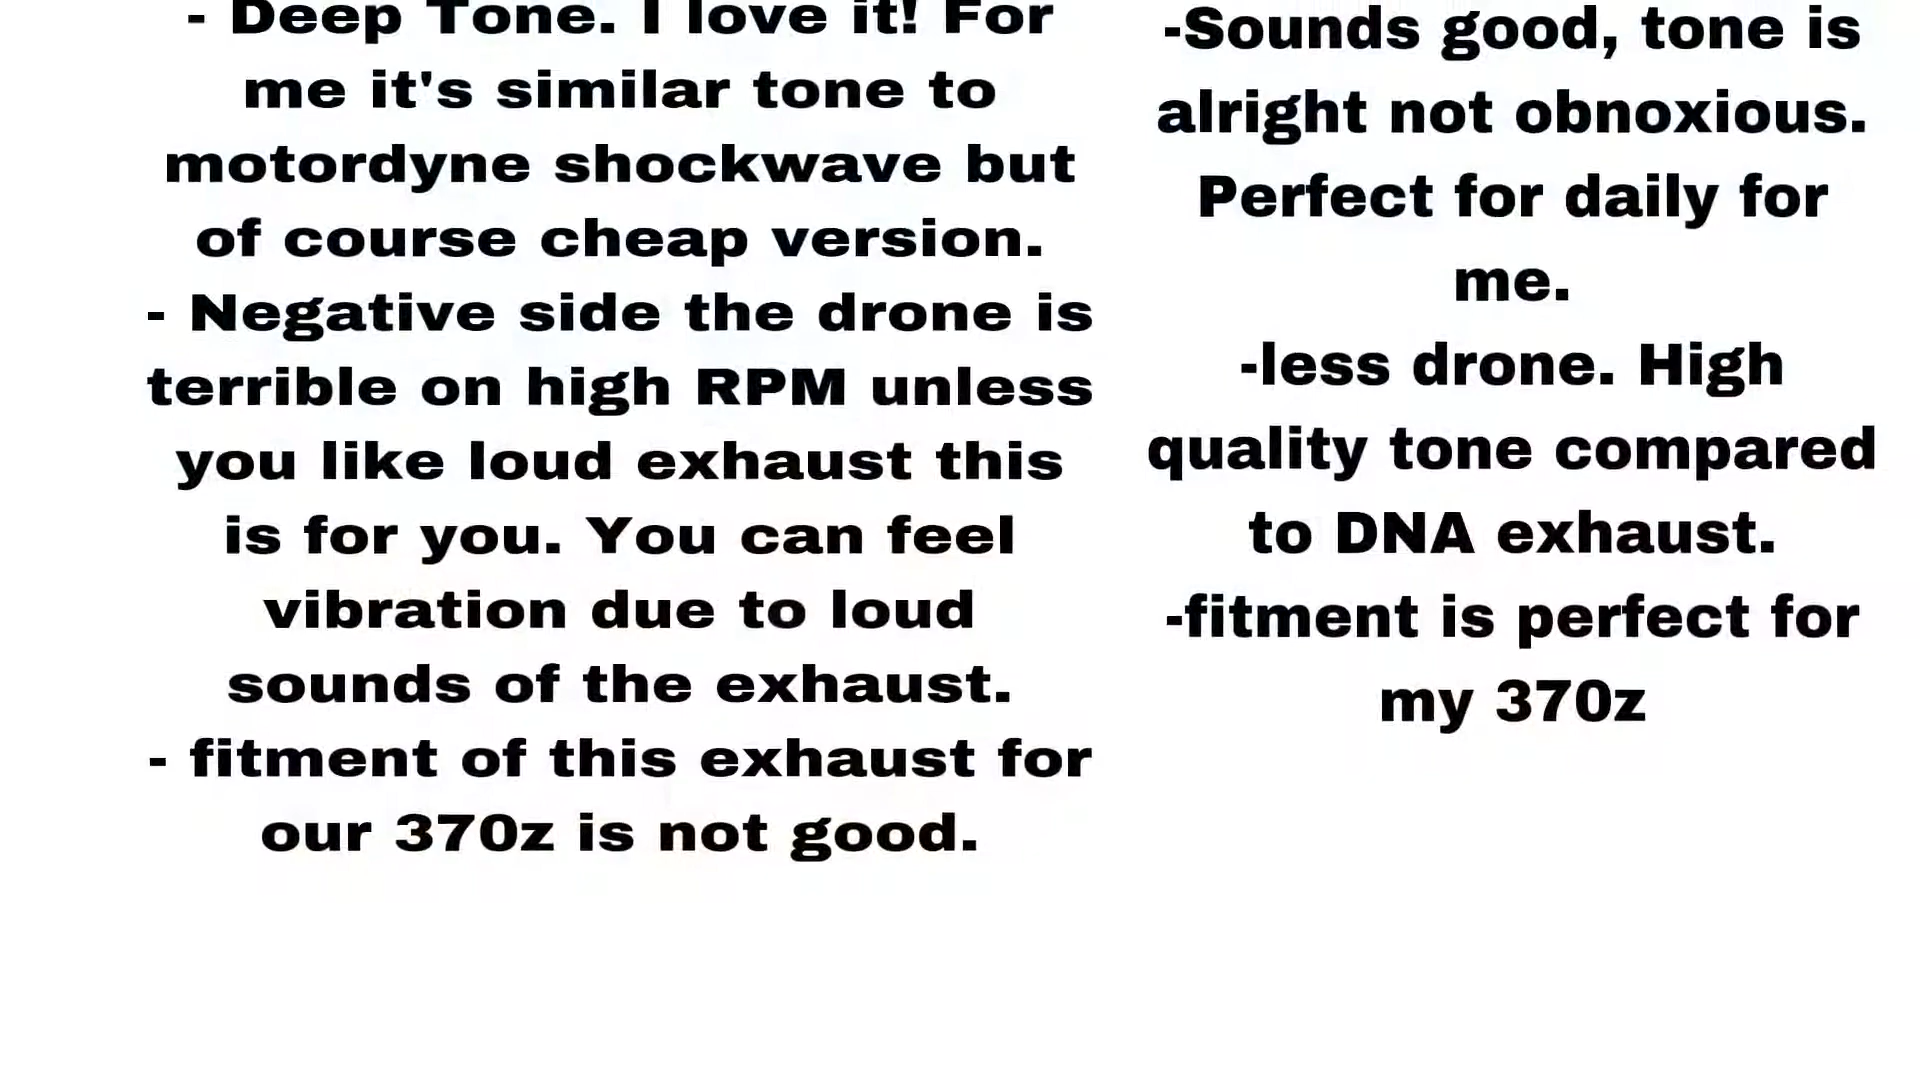 - Deep Tone. I love it! For
me it's similar tone to
motordyne shockwave but
of course cheap version.
- Negative side the drone is
terrible on high RPM unless
you like loud exhaust this
is for you. You can feel
vibration due to loud
sounds of the exhaust.
- fitment of this exhaust for
our 370z is not good.
-Sounds good, tone is
alright not obnoxious.
Perfect for daily for
me.
-less drone. High
quality tone compared
to DNA exhaust.
-fitment is perfect for
my 370z